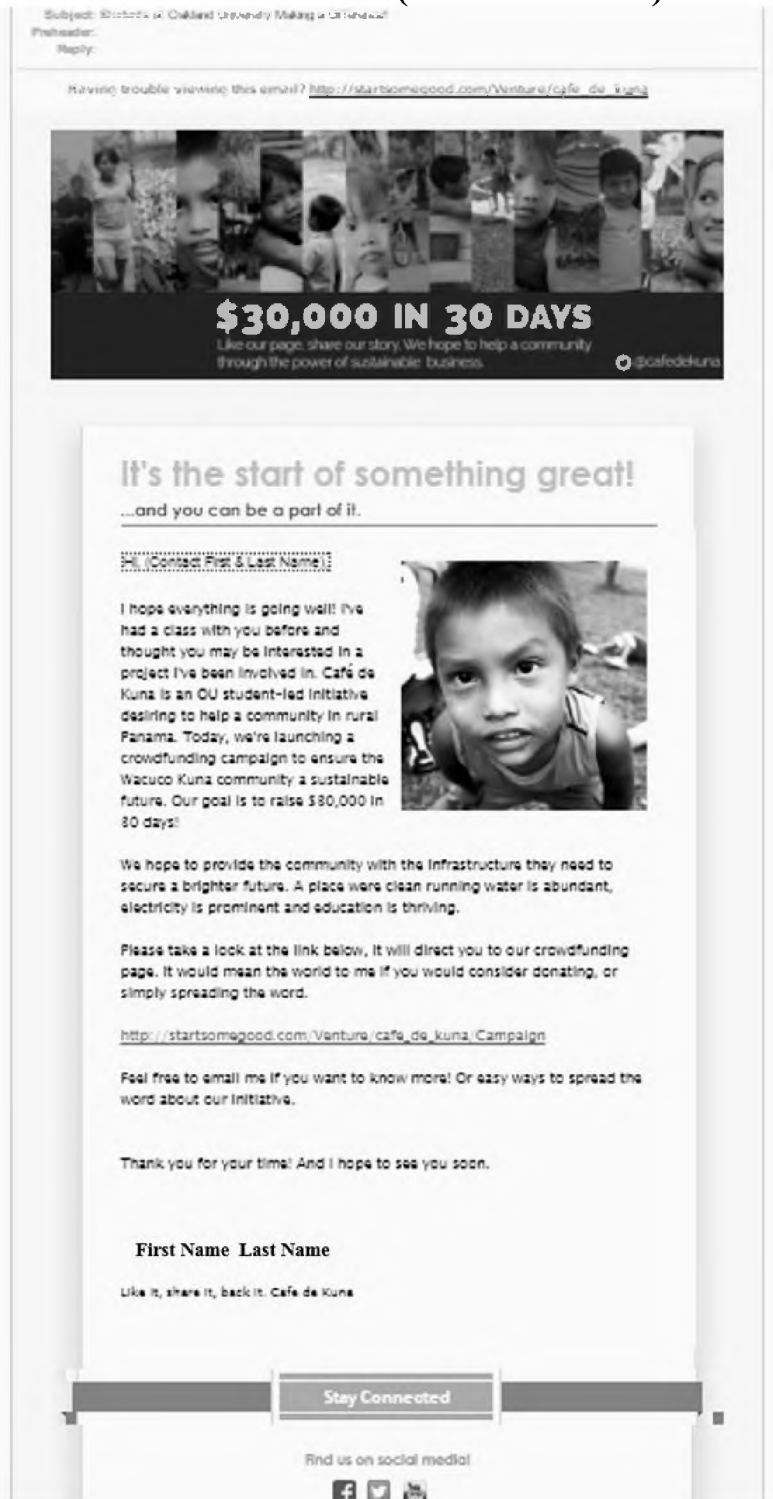 Subject: Students at Oakland University Making a Difference!
Preheader:
Reply:
Having trouble viewing this email? http://startsomegood.com/Venture/cafe_de_kuna
$30,000 IN 30 DAYS
Like our page, share our story. We hope to help a community
through the power of sustainable business.
@cafedekuna
It's the start of something great!
...and you can be a part of it.
Hi, (Contact First & Last Name),
I hope everything is going well! I've
had a class with you before and
thought you may be interested in a
project I've been involved in. Café de
Kuna is an OU student-led initiative
desiring to help a community in rural
Panama. Today, we're launching a
crowdfunding campaign to ensure the
Wacuco Kuna community a sustainable
future. Our goal is to raise $30,000 in
30 days!
We hope to provide the community with the infrastructure they need to
secure a brighter future. A place were clean running water is abundant,
electricity is prominent and education is thriving.
Please take a look at the link below, it will direct you to our crowdfunding
page. It would mean the world to me if you would consider donating, or
simply spreading the word.
http://startsomegood.com/Venture/cafe_de_kuna/Campaign
Feel free to email me if you want to know more! Or easy ways to spread the
word about our initiative.
Thank you for your time! And I hope to see you soon.
First Name Last Name
Like it, share it, back it. Cafe de Kuna
Stay Connected
Find us on social media!